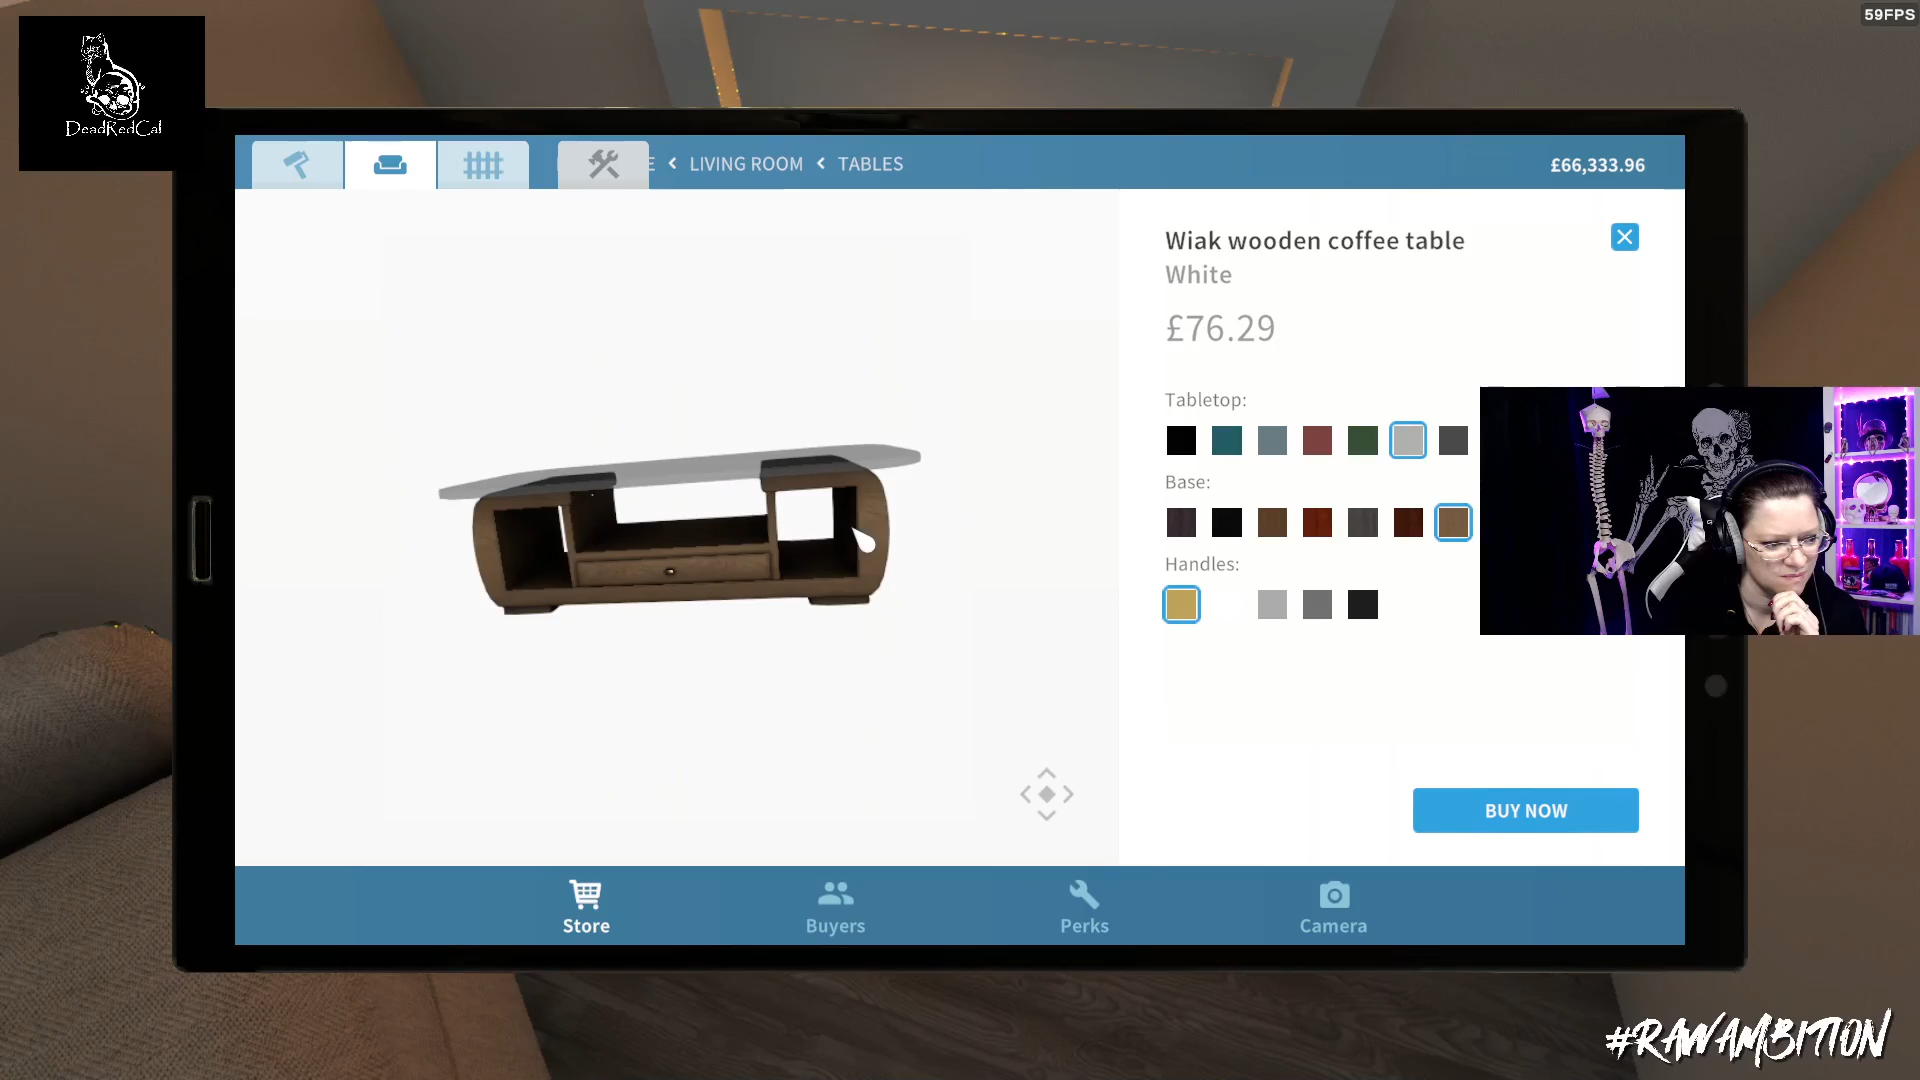 59FPS
DeadRedCal
E < LIVING ROOM < TABLES
£66,333.96
Wiak wooden coffee table
White
£76.29
Tabletop:
Base:
Handles:
BUY NOW
Store
Buyers
Perks
Camera
#RAWAMBITION